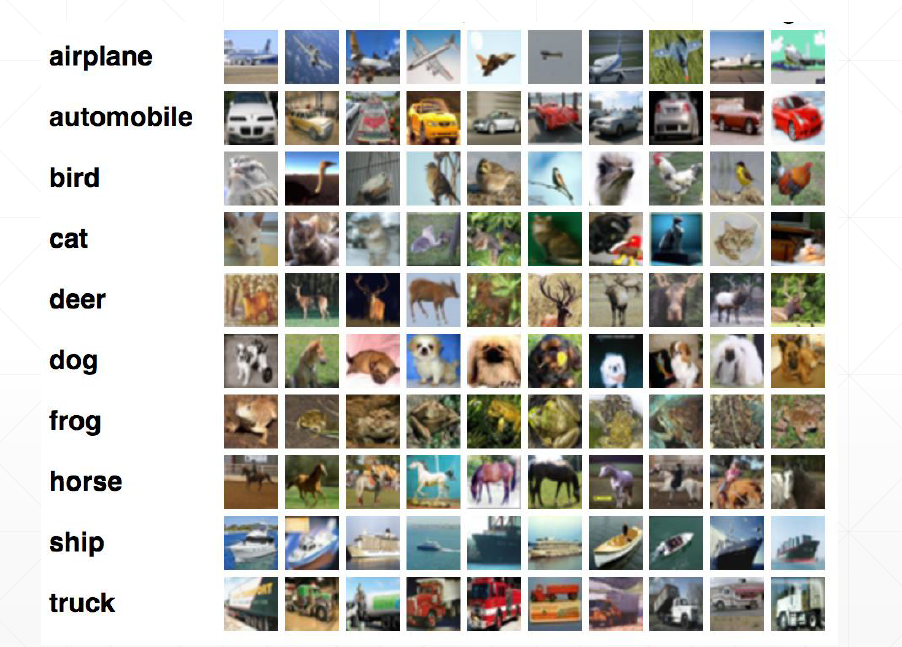 airplane
automobile
bird
cat
deer
dog
frog
horse
ship
truck